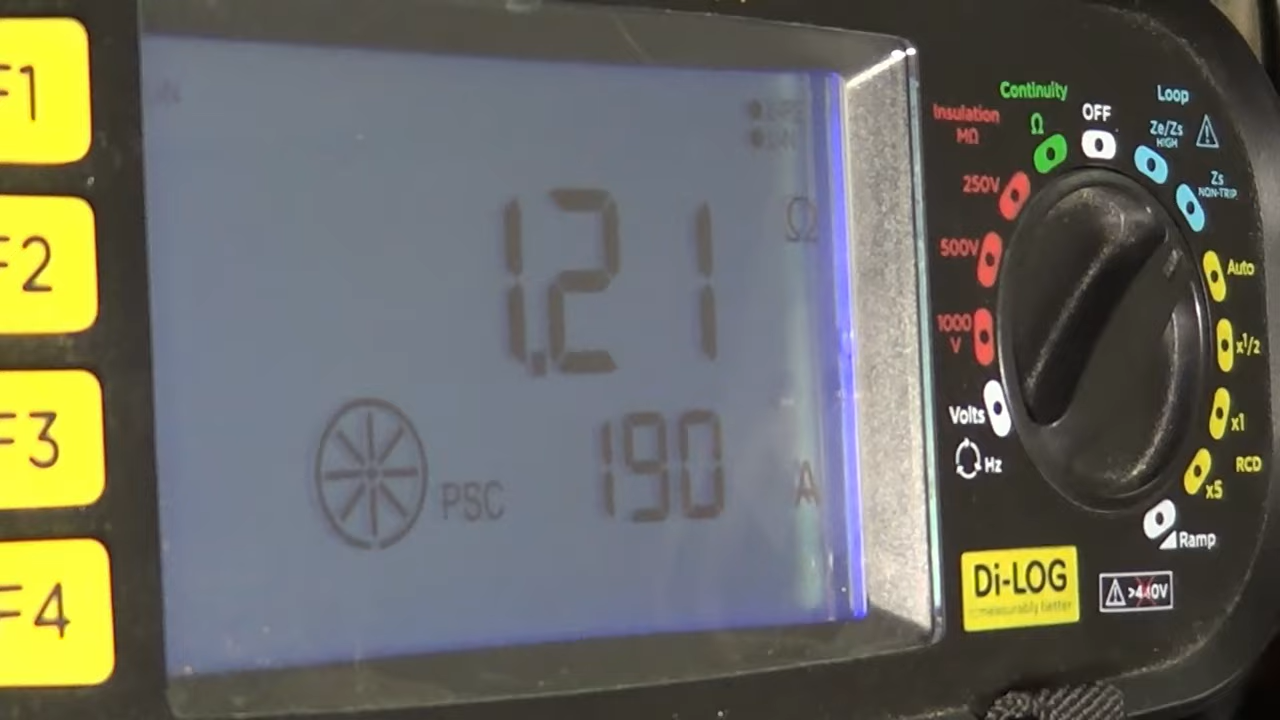 F1
F2
F3
F4
1.21 Ω
PSC 190 A
Continuity
Ω
OFF
Loop
Ze/Zs
HIGH
Zs
NON-TRIP
Insulation
MΩ
250V
500V
1000
V
Volts
Hz
Auto
x1/2
x1
x5
RCD
Ramp
Di-LOG
measurably better
>440V